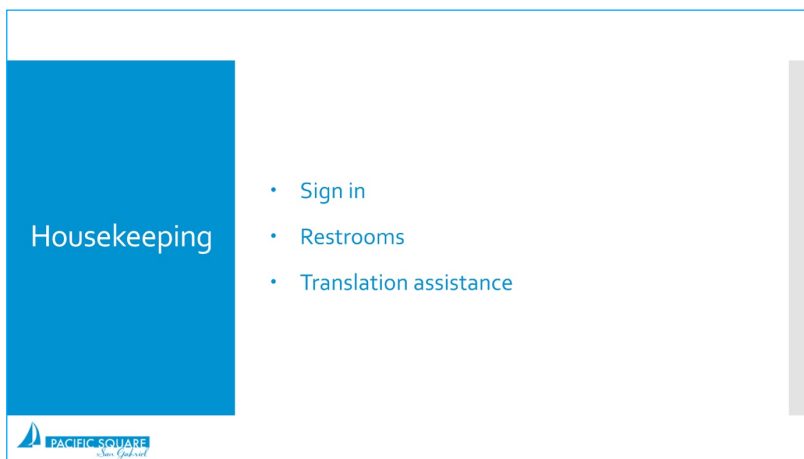 Housekeeping
Sign in
Restrooms
Translation assistance
PACIFIC SQUARE
San Gabriel